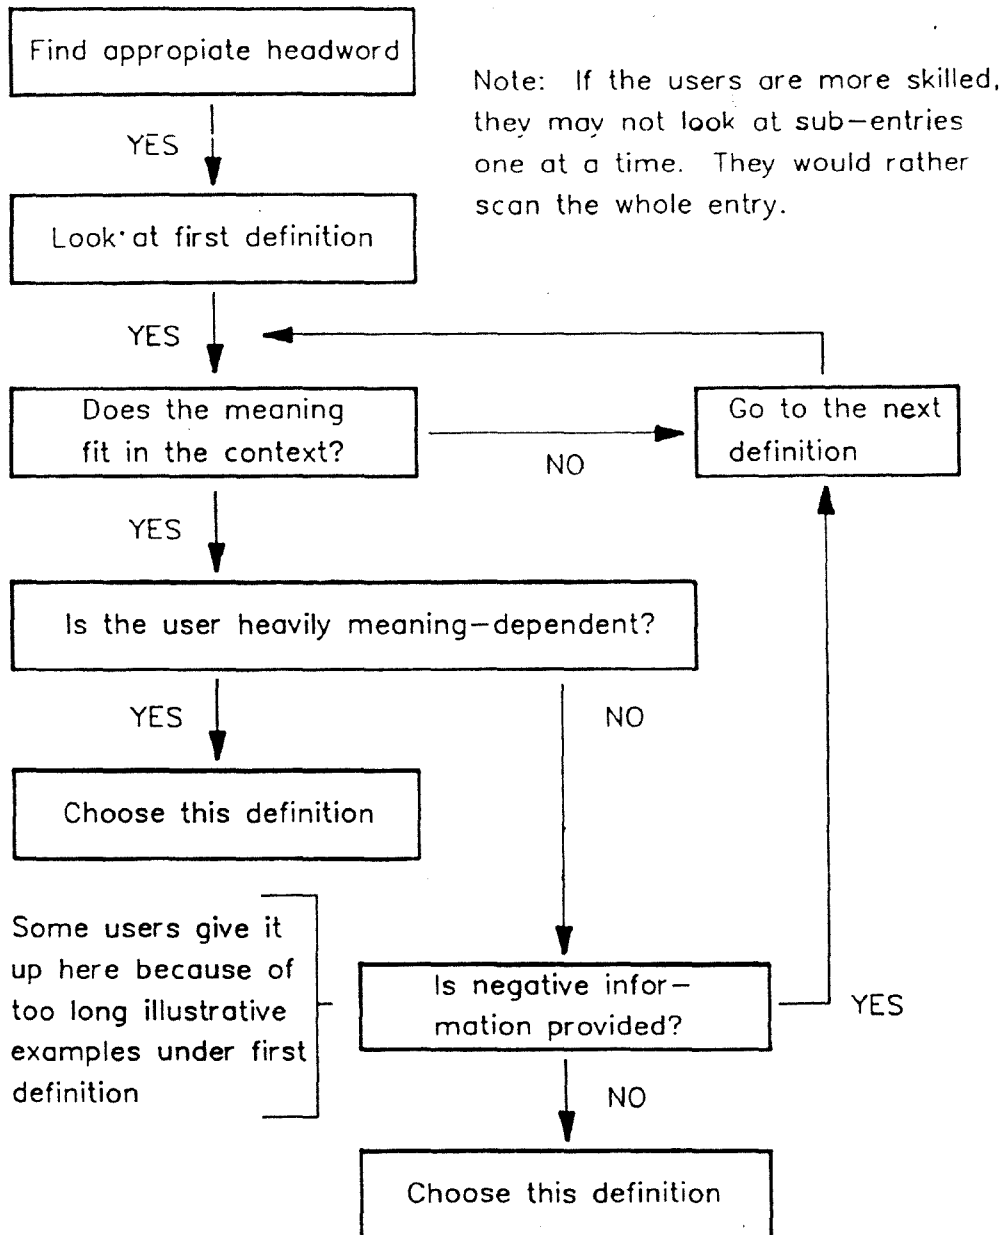 Find appropiate headword
Note: If the users are more skilled,
they may not look at sub-entries
one at a time. They would rather
scan the whole entry.
YES
Look at first definition
YES
Does the meaning
fit in the context?
NO
Go to the next
definition
YES
Is the user heavily meaning-dependent?
YES
NO
Choose this definition
Some users give it
up here because of
too long illustrative
examples under first
definition
Is negative infor-
mation provided?
YES
NO
Choose this definition